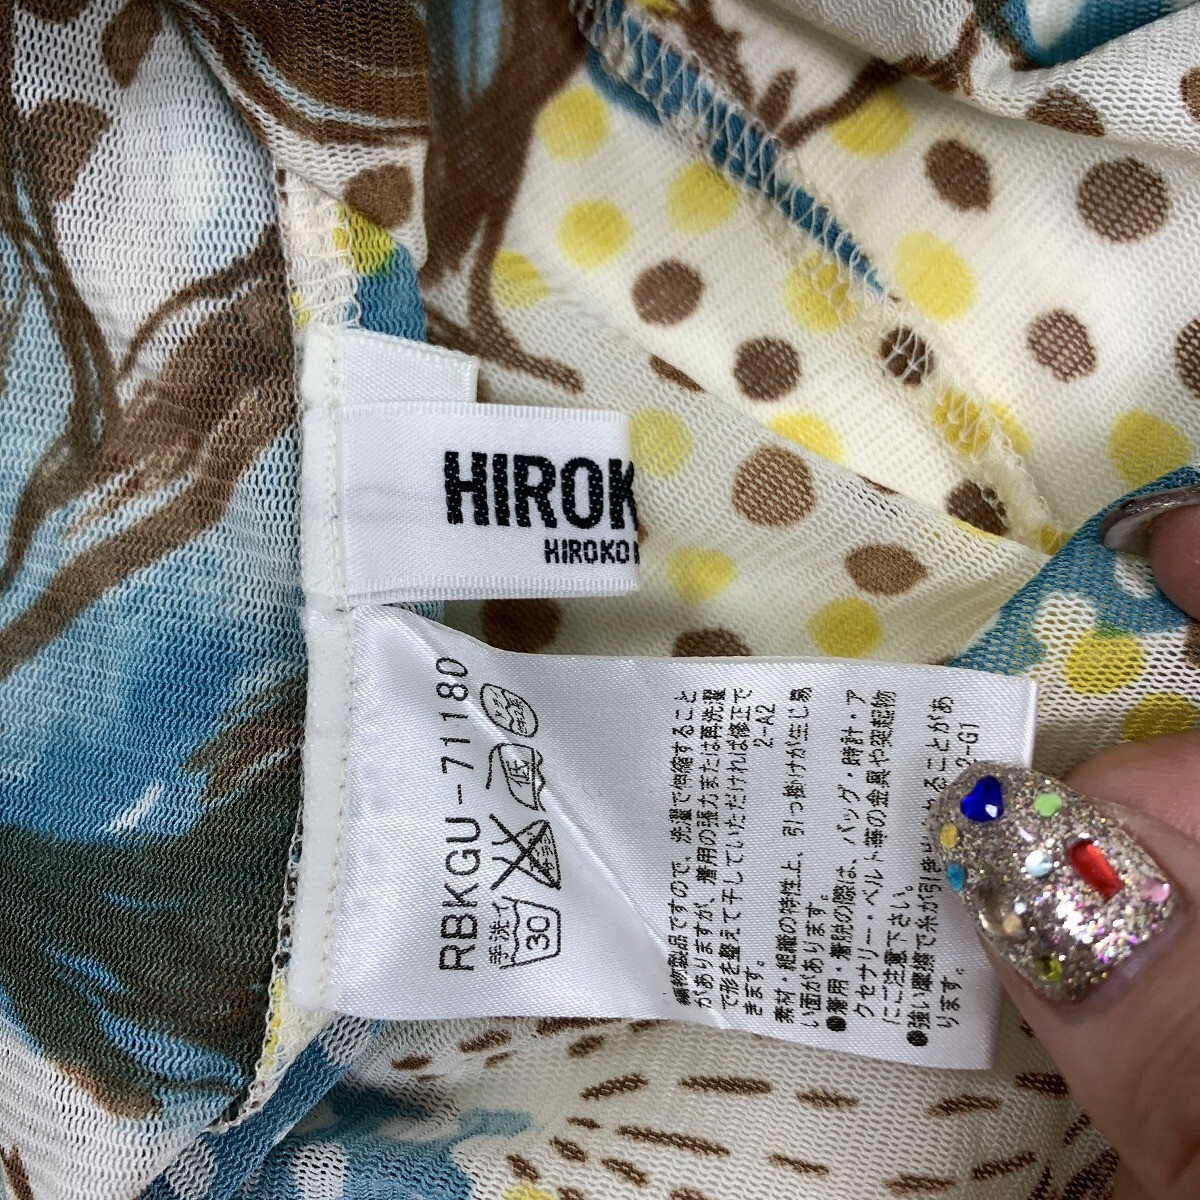 HIROK
HIROKO
RBKGU-71180
手洗イ
30
低
ドライ
編物製品ですので、洗濯で伸縮すること
がありますが、着用の張力または再洗濯
で形を整えて干していただければ修正で
きます。 2-A2
素材・組織の特性上、引っ掛けが生じ易
い面があります。
●着用・着脱の際は、バッグ・時計・ア
クセサリー・ベルト等の金具や突起物
にご注意下さい。
●強い摩擦で糸が引き ることがあ
ります。 2-G1